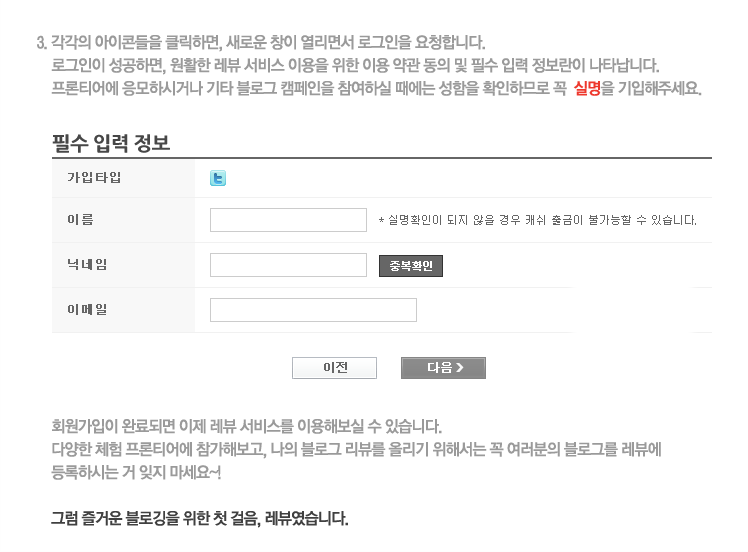 3. 각각의 아이콘들을 클릭하면, 새로운 창이 열리면서 로그인을 요청합니다.
로그인이 성공하면, 원활한 레뷰 서비스 이용을 위한 이용 약관 동의 및 필수 입력 정보란이 나타납니다.
프론티어에 응모하시거나 기타 블로그 캠페인을 참여하실 때에는 성함을 확인하므로 꼭 실명을 기입해주세요.
필수 입력 정보
가입타입
이름 * 실명확인이 되지 않을 경우 캐쉬 출금이 불가능할 수 있습니다.
닉네임 중복확인
이메일
이전 다음 >
회원가입이 완료되면 이제 레뷰 서비스를 이용해보실 수 있습니다.
다양한 체험 프론티어에 참가해보고, 나의 블로그 리뷰를 올리기 위해서는 꼭 여러분의 블로그를 레뷰에
등록하시는 거 잊지 마세요~!
그럼 즐거운 블로깅을 위한 첫 걸음, 레뷰였습니다.